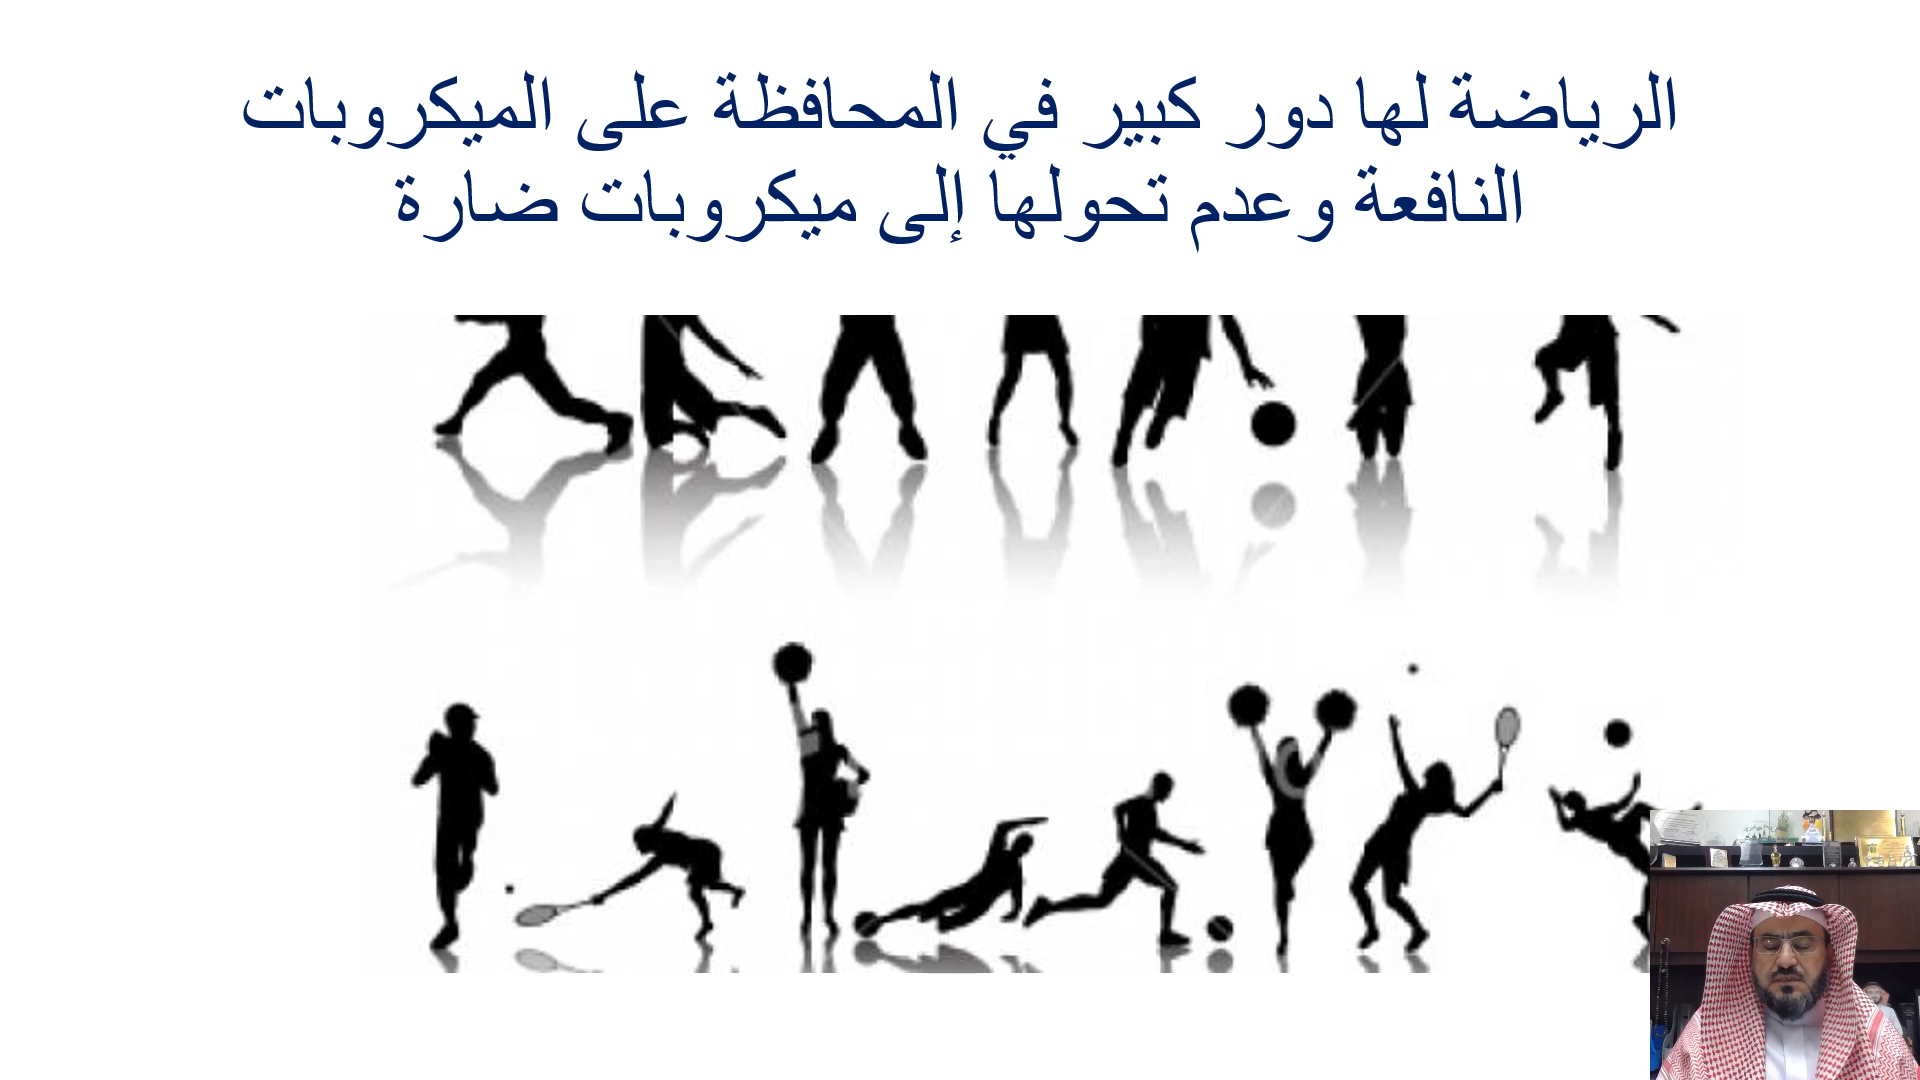 الرياضة لها دور كبير في المحافظة على الميكروبات
النافعة وعدم تحولها إلى ميكروبات ضارة